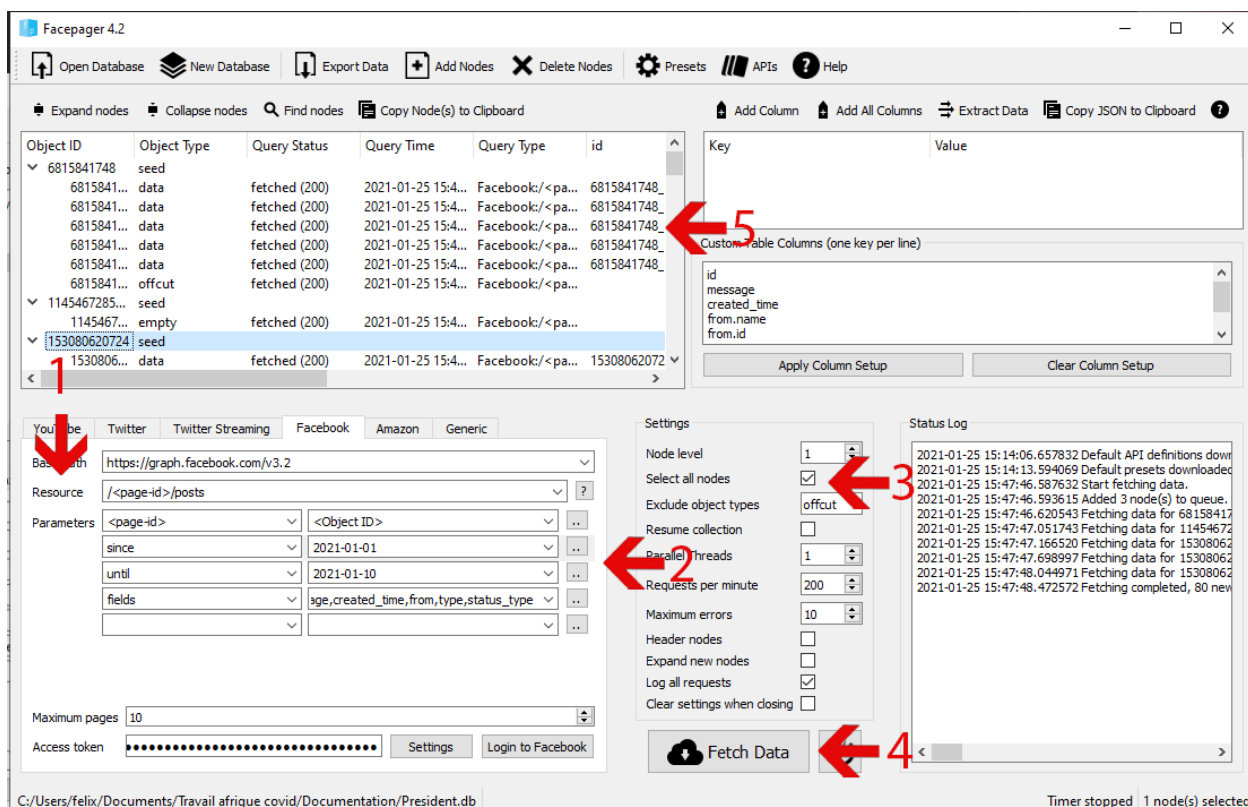 Facepager 4.2
Open Database New Database Export Data Add Nodes Delete Nodes Presets APIs Help
Expand nodes Collapse nodes Find nodes Copy Node(s) to Clipboard
Add Column Add All Columns Extract Data Copy JSON to Clipboard
Object ID Object Type Query Status Query Time Query Type id
6815841748 seed
6815841... data fetched (200) 2021-01-25 15:4... Facebook:/<pa... 6815841748_
6815841... data fetched (200) 2021-01-25 15:4... Facebook:/<pa... 6815841748_
6815841... data fetched (200) 2021-01-25 15:4... Facebook:/<pa... 6815841748_
6815841... data fetched (200) 2021-01-25 15:4... Facebook:/<pa... 6815841748_
6815841... data fetched (200) 2021-01-25 15:4... Facebook:/<pa... 6815841748_
6815841... offcut fetched (200) 2021-01-25 15:4... Facebook:/<pa...
1145467285... seed
1145467... empty fetched (200) 2021-01-25 15:4... Facebook:/<pa...
153080620724 seed
1530806... data fetched (200) 2021-01-25 15:4... Facebook:/<pa... 15308062072
5
Key Value
Custom Table Columns (one key per line)
id
message
created_time
from.name
from.id
Apply Column Setup Clear Column Setup
1
YouTube Twitter Twitter Streaming Facebook Amazon Generic
https://graph.facebook.com/v3.2
Resource /<page-id>/posts ?
Parameters <page-id> <Object ID> ..
since 2021-01-01 ..
until 2021-01-10 ..
fields age,created_time,from,type,status_type ..
..
2
Maximum pages 10
Access token Settings Login to Facebook
Settings
Node level 1
Select all nodes
3
Exclude object types offcut
Resume collection
Parallel Threads 1
Requests per minute 200
Maximum errors 10
Header nodes
Expand new nodes
Log all requests
Clear settings when closing
Fetch Data
4
Status Log
2021-01-25 15:14:06.657832 Default API definitions down
2021-01-25 15:14:13.594069 Default presets downloaded
2021-01-25 15:47:46.587632 Start fetching data.
2021-01-25 15:47:46.593615 Added 3 node(s) to queue.
2021-01-25 15:47:46.620543 Fetching data for 68158417
2021-01-25 15:47:47.051743 Fetching data for 11454672
2021-01-25 15:47:47.166520 Fetching data for 15308062
2021-01-25 15:47:47.698997 Fetching data for 15308062
2021-01-25 15:47:48.044971 Fetching data for 15308062
2021-01-25 15:47:48.472572 Fetching completed, 80 new
C:/Users/felix/Documents/Travail afrique covid/Documentation/President.db
Timer stopped 1 node(s) selected